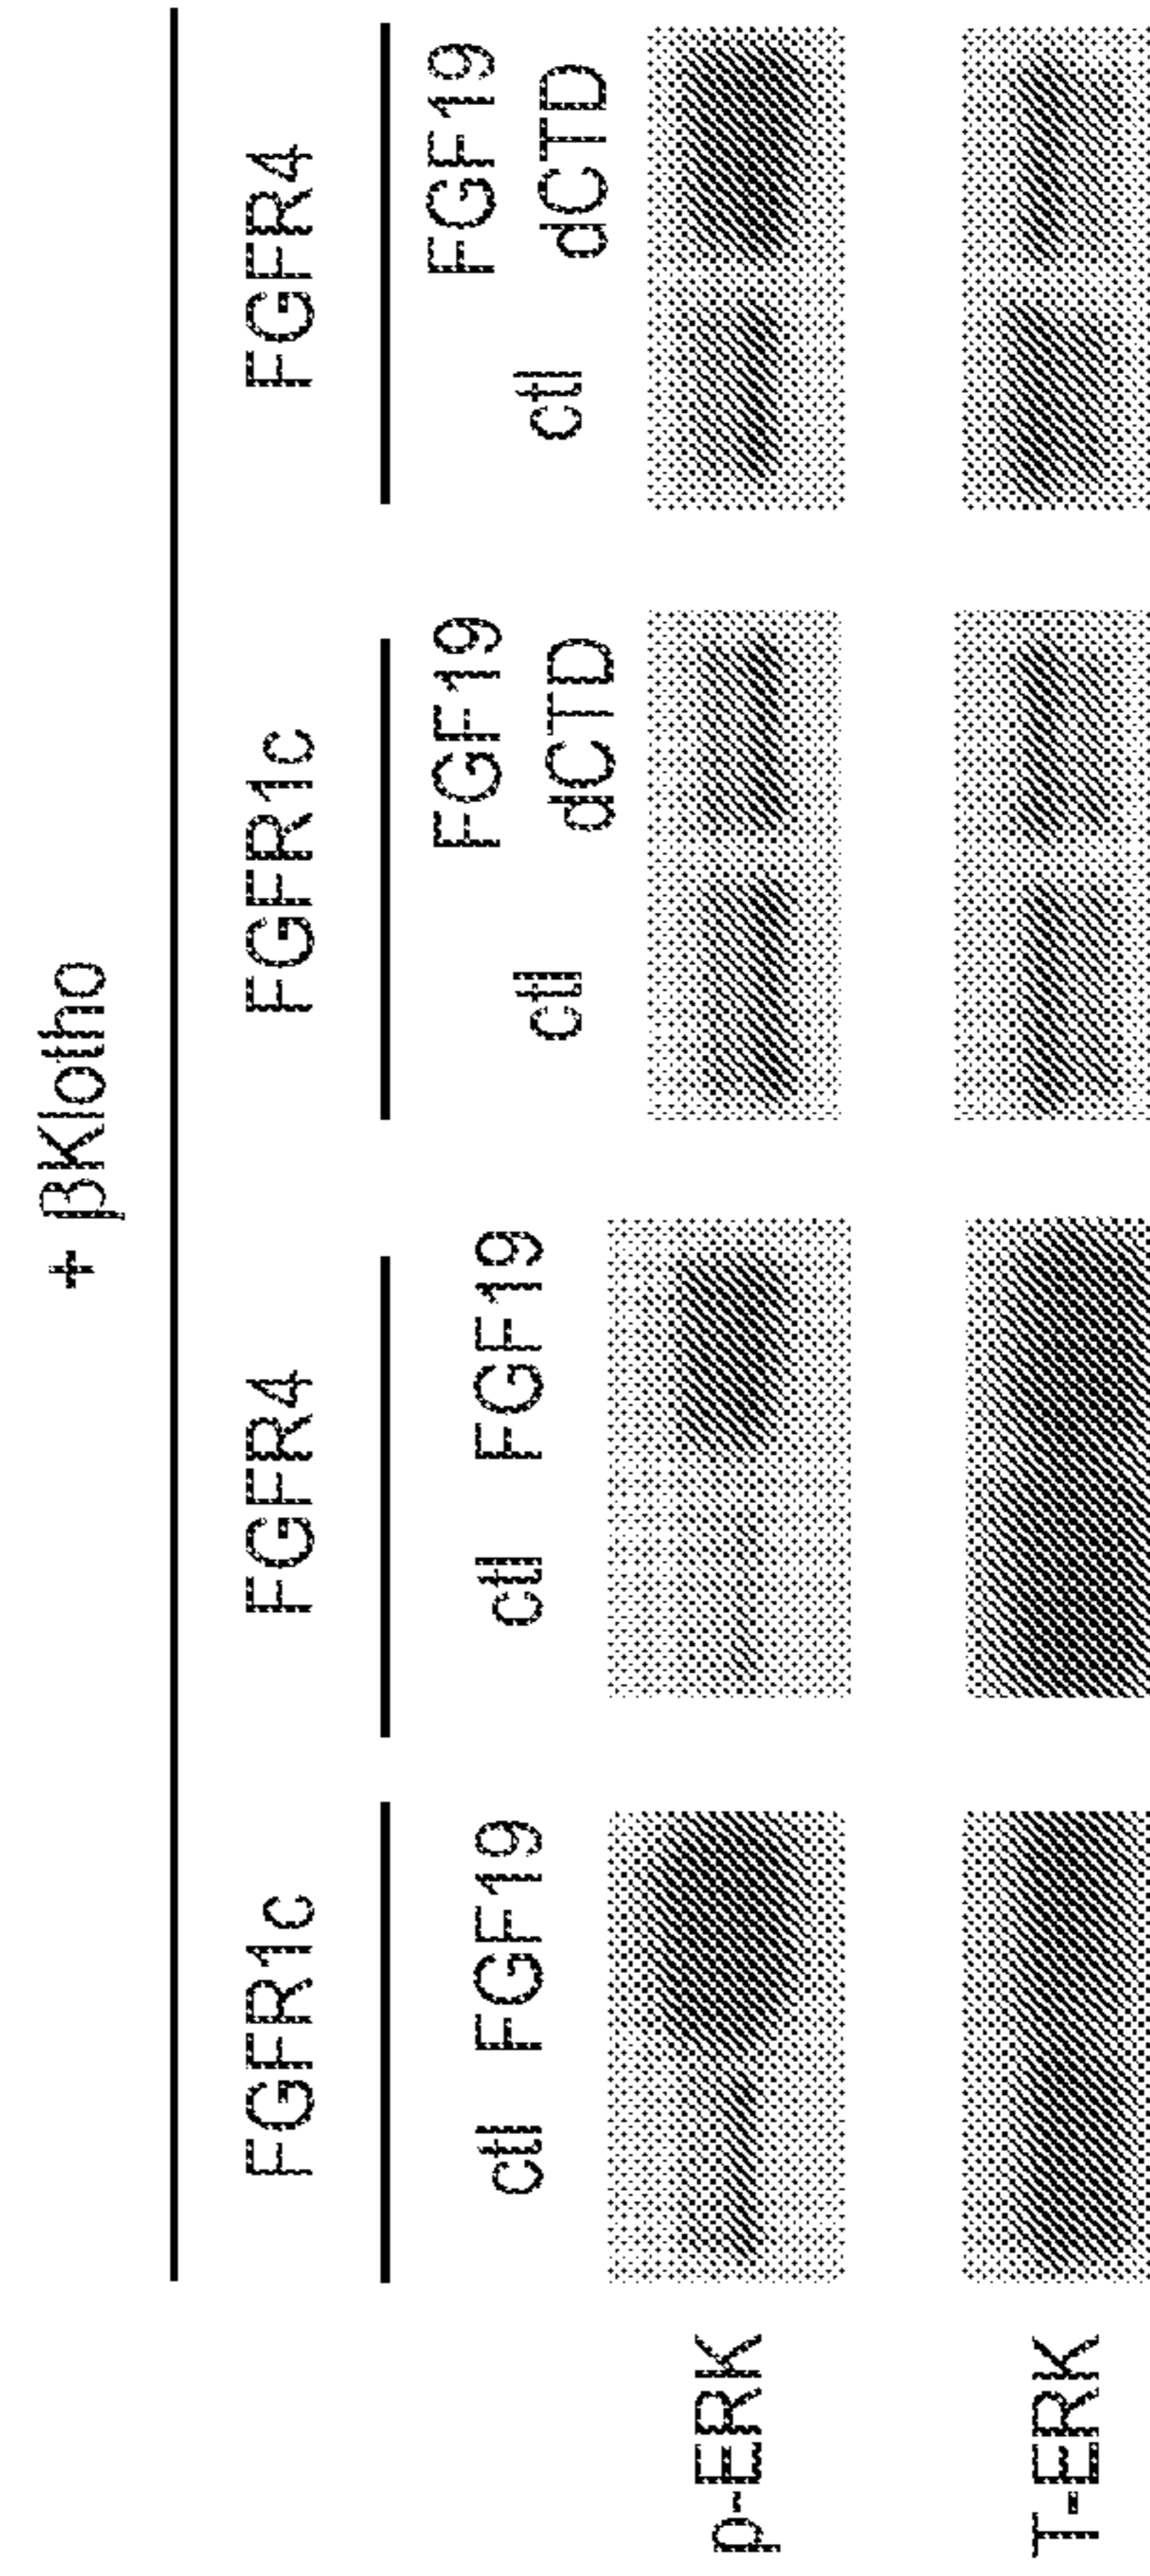 + βKlotho
FGFR1c FGFR4 FGFR1c FGFR4
ctl FGF19 ctl FGF19 ctl FGF19 dCTD ctl FGF19 dCTD
p-ERK
T-ERK